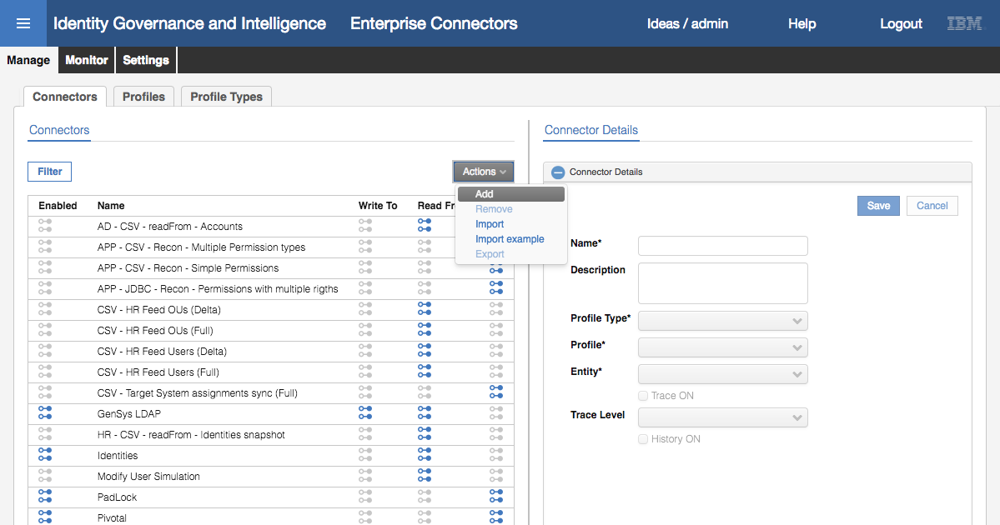 Identity Governance and Intelligence Enterprise Connectors Ideas / admin Help Logout IBM
Manage Monitor Settings
Connectors Profiles Profile Types
Connectors
Filter
Actions
Add
Remove
Import
Import example
Export
Enabled Name Write To Read Fr
AD - CSV - readFrom - Accounts
APP - CSV - Recon - Multiple Permission types
APP - CSV - Recon - Simple Permissions
APP - JDBC - Recon - Permissions with multiple rigths
CSV - HR Feed OUs (Delta)
CSV - HR Feed OUs (Full)
CSV - HR Feed Users (Delta)
CSV - HR Feed Users (Full)
CSV - Target System assignments sync (Full)
GenSys LDAP
HR - CSV - readFrom - Identities snapshot
Identities
Modify User Simulation
PadLock
Pivotal
Connector Details
Connector Details
Save Cancel
Name*
Description
Profile Type*
Profile*
Entity*
Trace ON
Trace Level
History ON